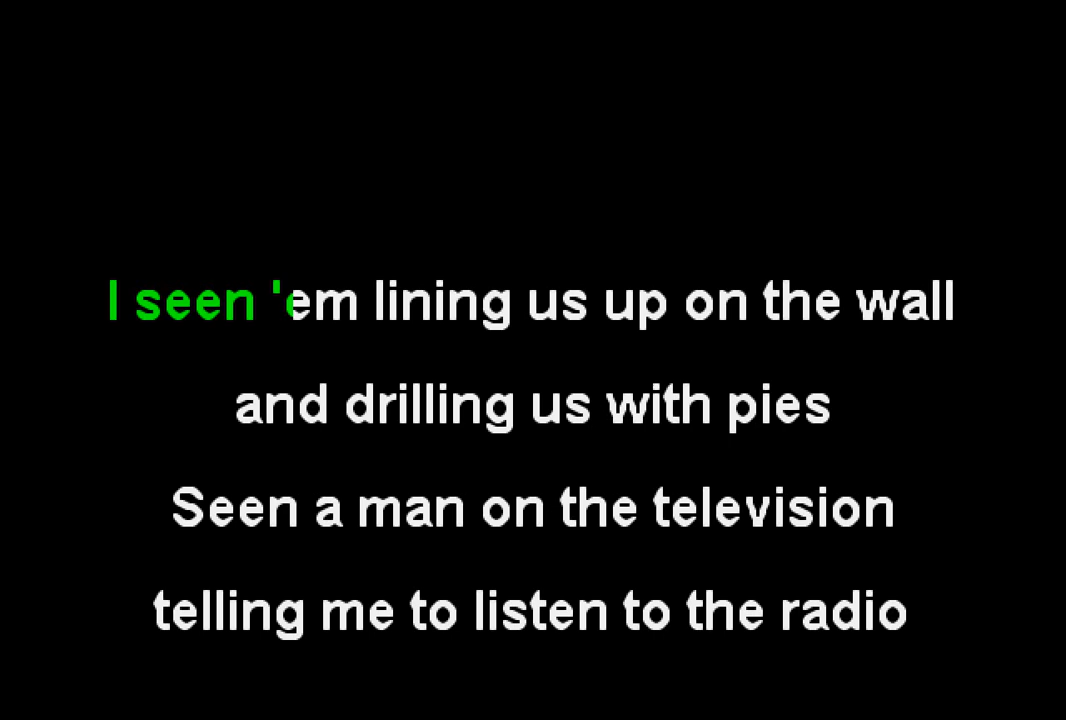 I seen 'em lining us up on the wall
and drilling us with pies
Seen a man on the television
telling me to listen to the radio